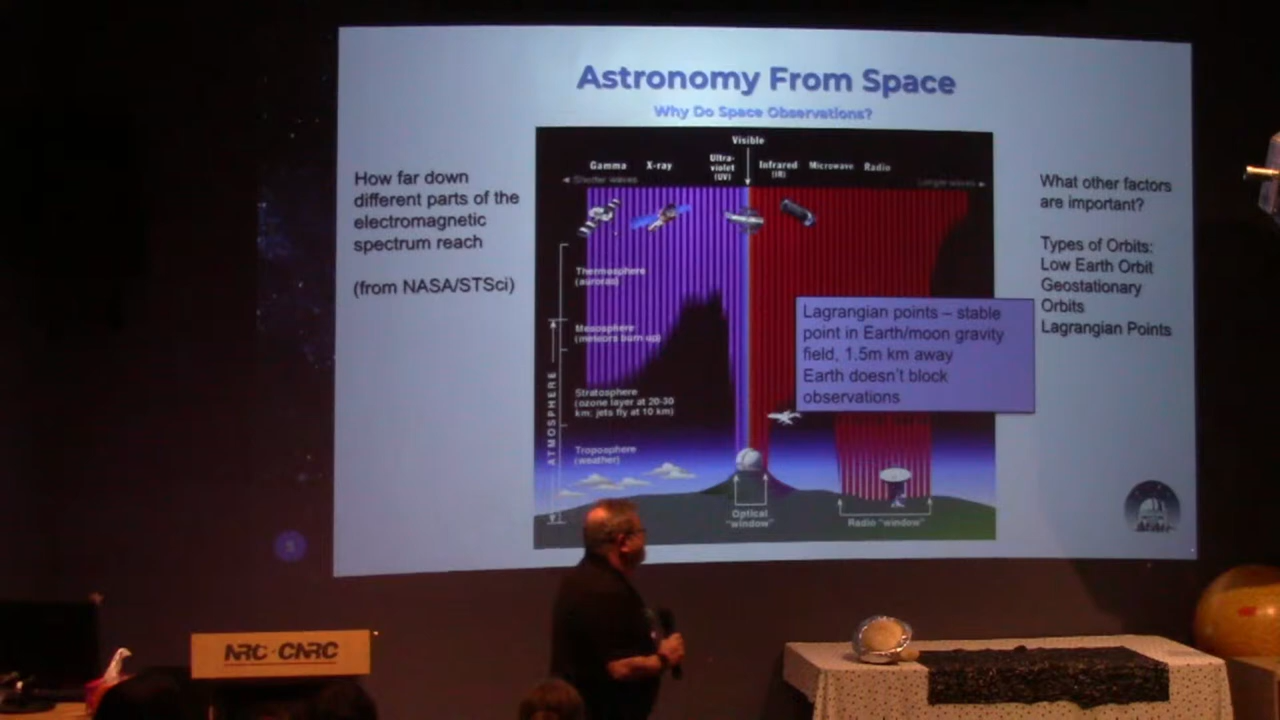 Astronomy From Space
Why Do Space Observations?
How far down
different parts of the
electromagnetic
spectrum reach
(from NASA/STSci)
Visible
Gamma
X-ray
Ultra-
violet
(UV)
Infrared
(IR)
Microwave
Radio
Shorter waves
Longer waves
Thermosphere
(auroras)
Mesosphere
(meteors burn up)
Stratosphere
(ozone layer at 20-30
km; jets fly at 10 km)
Troposphere
(weather)
ATMOSPHERE
Optical
"window"
Radio "window"
Lagrangian points – stable
point in Earth/moon gravity
field, 1.5m km away
Earth doesn't block
observations
What other factors
are important?
Types of Orbits:
Low Earth Orbit
Geostationary
Orbits
Lagrangian Points
NRC·CNRC